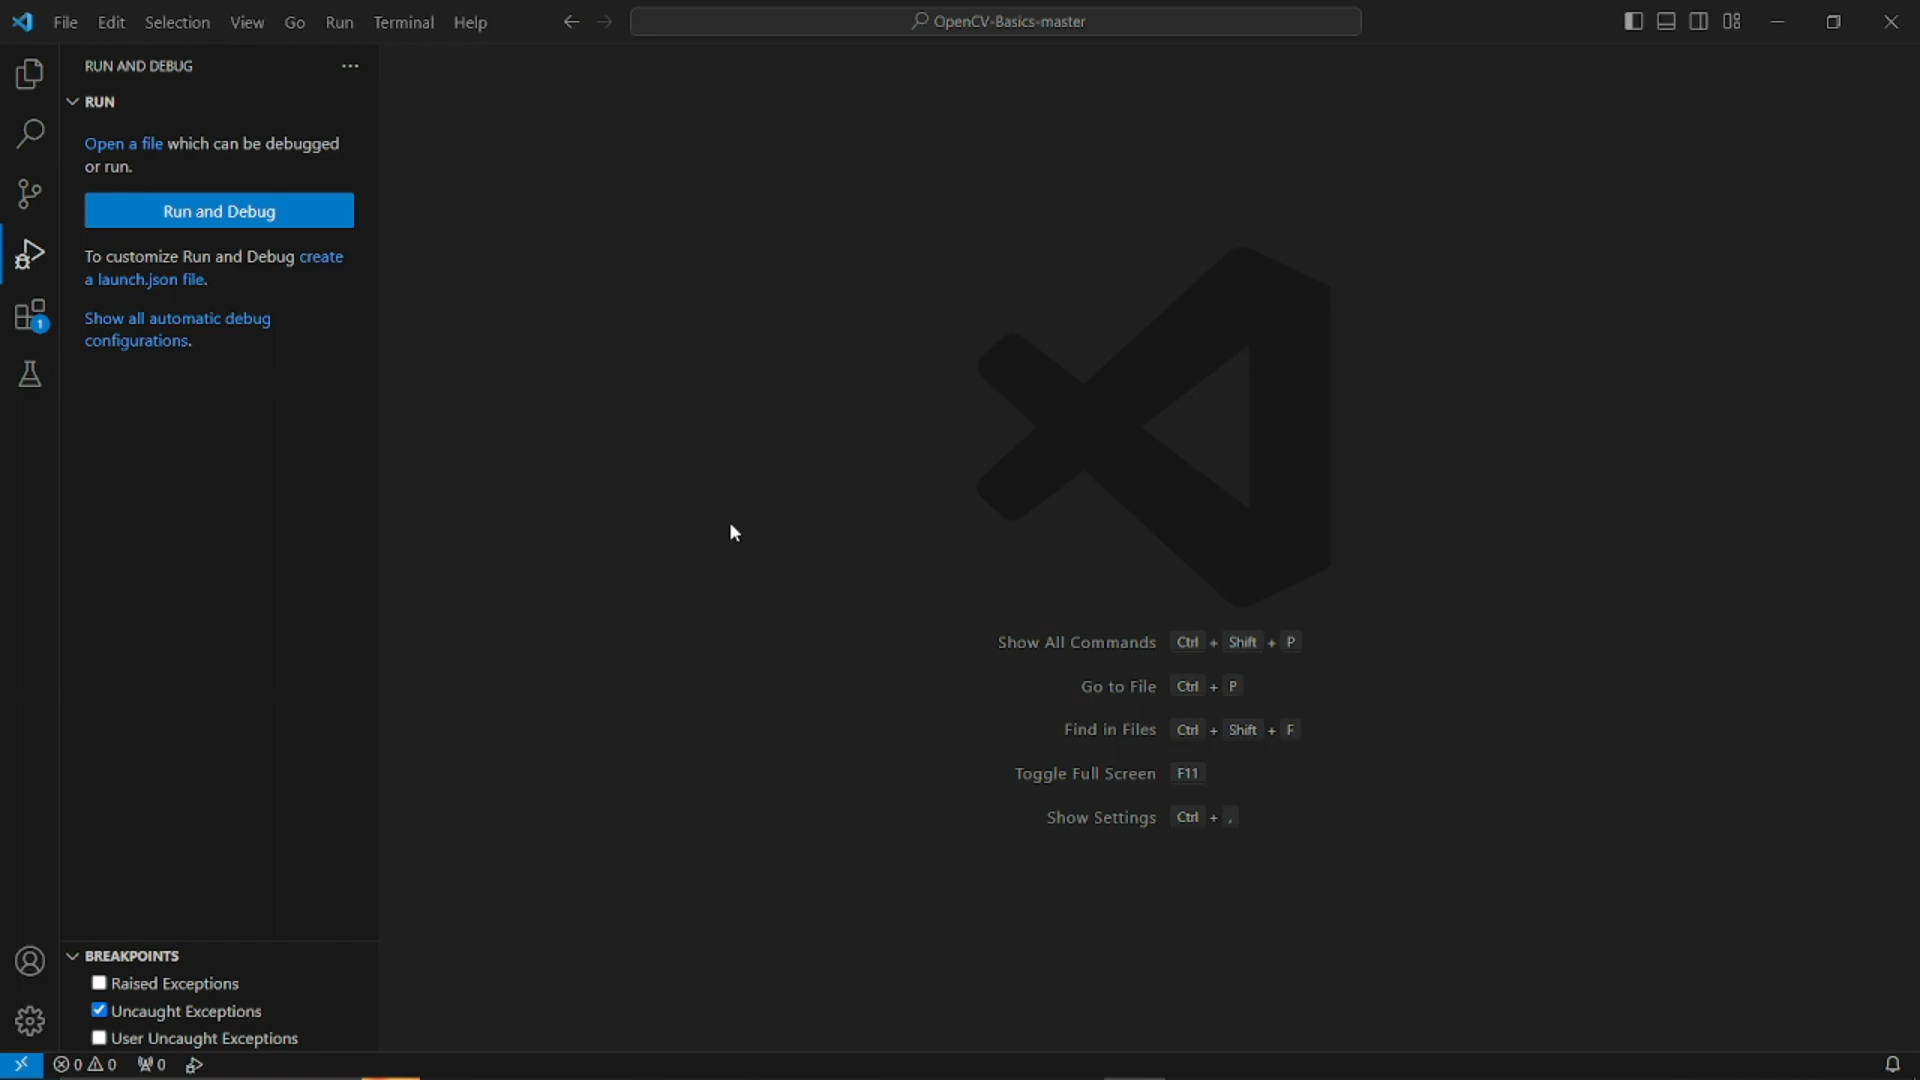 File Edit Selection View Go Run Terminal Help OpenCV-Basics-master
RUN AND DEBUG
RUN
Open a file which can be debugged
or run.
Run and Debug
To customize Run and Debug create
a launch.json file.
1
Show all automatic debug
configurations.
Show All Commands Ctrl + Shift + P
Go to File Ctrl + P
Find in Files Ctrl + Shift + F
Toggle Full Screen F11
Show Settings Ctrl + ,
BREAKPOINTS
Raised Exceptions
Uncaught Exceptions
User Uncaught Exceptions
0 0 0